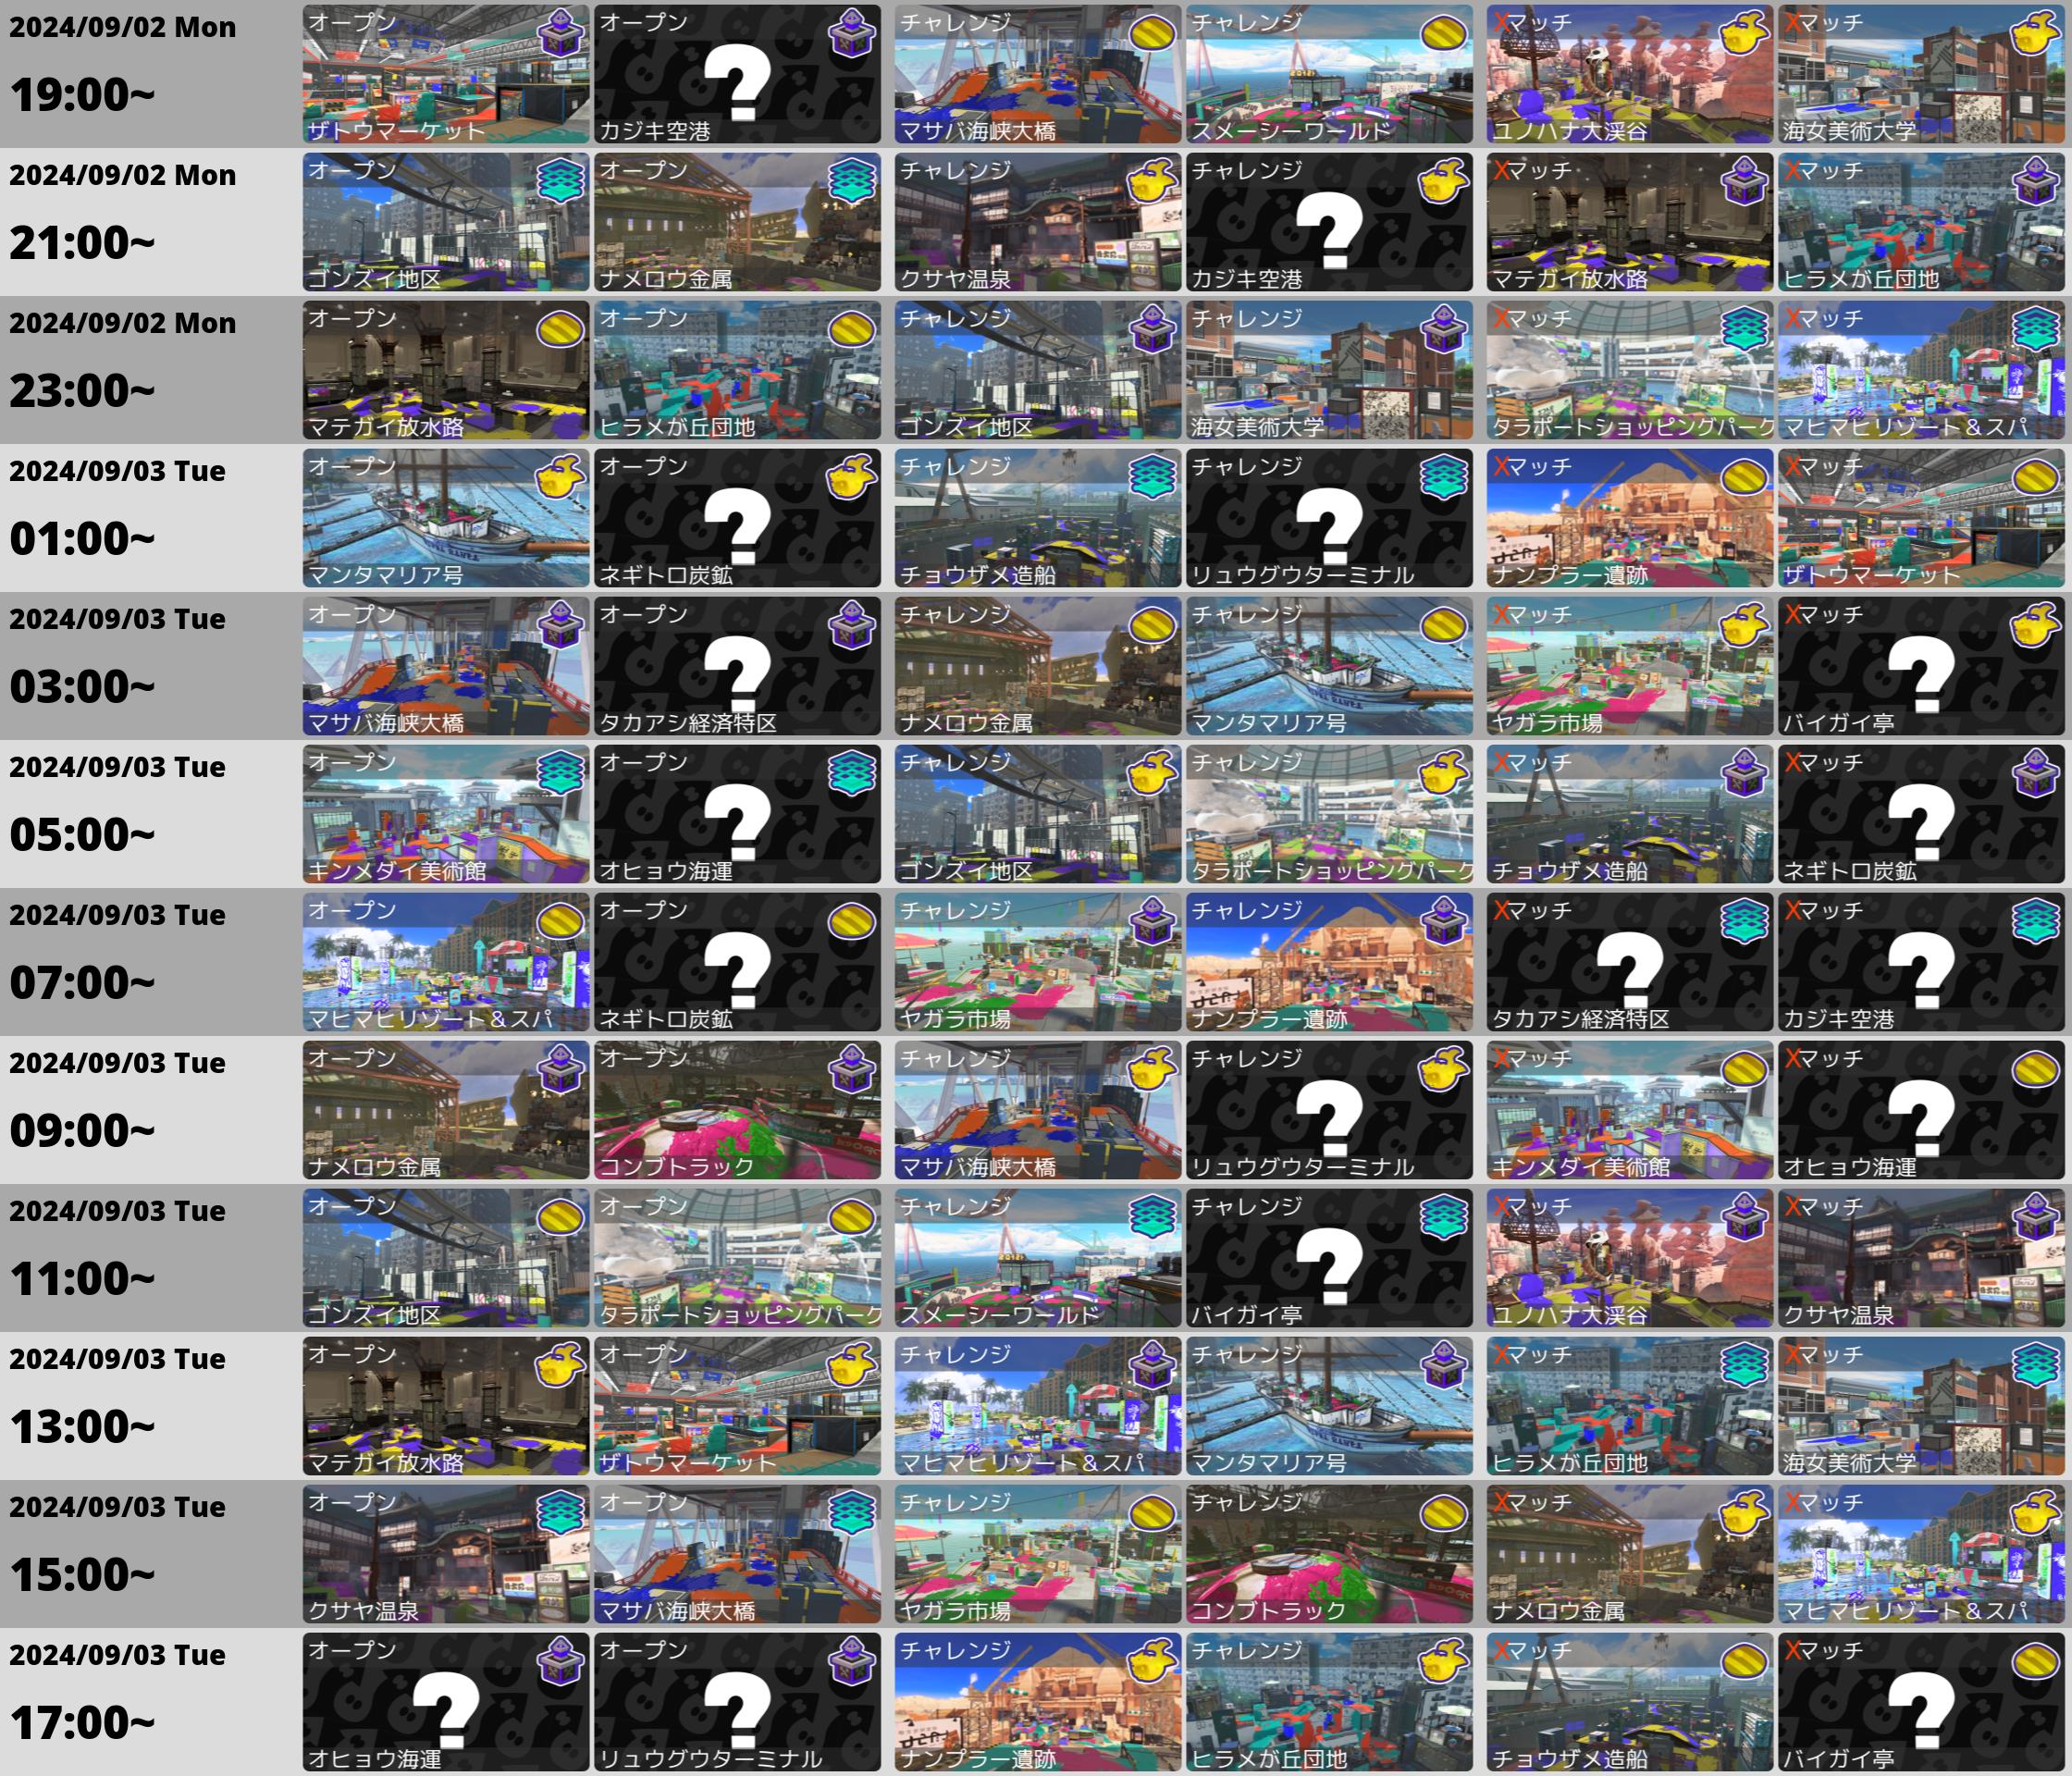 2024/09/02 Mon
19:00~
オープン
ザトウマーケット
オープン
カジキ空港
チャレンジ
マサバ海峡大橋
チャレンジ
スメーシーワールド
Xマッチ
ユノハナ大渓谷
Xマッチ
海女美術大学
2024/09/02 Mon
21:00~
オープン
ゴンズイ地区
オープン
ナメロウ金属
チャレンジ
クサヤ温泉
チャレンジ
カジキ空港
Xマッチ
マテガイ放水路
Xマッチ
ヒラメが丘団地
2024/09/02 Mon
23:00~
オープン
マテガイ放水路
オープン
ヒラメが丘団地
チャレンジ
ゴンズイ地区
チャレンジ
海女美術大学
Xマッチ
タラポートショッピングパーク
Xマッチ
マヒマヒリゾート＆スパ
2024/09/03 Tue
01:00~
オープン
マンタマリア号
オープン
ネギトロ炭鉱
チャレンジ
チョウザメ造船
チャレンジ
リュウグウターミナル
Xマッチ
ナンプラー遺跡
Xマッチ
ザトウマーケット
2024/09/03 Tue
03:00~
オープン
マサバ海峡大橋
オープン
タカアシ経済特区
チャレンジ
ナメロウ金属
チャレンジ
マンタマリア号
Xマッチ
ヤガラ市場
Xマッチ
バイガイ亭
2024/09/03 Tue
05:00~
オープン
キンメダイ美術館
オープン
オヒョウ海運
チャレンジ
ゴンズイ地区
チャレンジ
タラポートショッピングパーク
Xマッチ
チョウザメ造船
Xマッチ
ネギトロ炭鉱
2024/09/03 Tue
07:00~
オープン
マヒマヒリゾート＆スパ
オープン
ネギトロ炭鉱
チャレンジ
ヤガラ市場
チャレンジ
ナンプラー遺跡
Xマッチ
タカアシ経済特区
Xマッチ
カジキ空港
2024/09/03 Tue
09:00~
オープン
ナメロウ金属
オープン
コンブトラック
チャレンジ
マサバ海峡大橋
チャレンジ
リュウグウターミナル
Xマッチ
キンメダイ美術館
Xマッチ
オヒョウ海運
2024/09/03 Tue
11:00~
オープン
ゴンズイ地区
オープン
タラポートショッピングパーク
チャレンジ
スメーシーワールド
チャレンジ
バイガイ亭
Xマッチ
ユノハナ大渓谷
Xマッチ
クサヤ温泉
2024/09/03 Tue
13:00~
オープン
マテガイ放水路
オープン
ザトウマーケット
チャレンジ
マヒマヒリゾート＆スパ
チャレンジ
マンタマリア号
Xマッチ
ヒラメが丘団地
Xマッチ
海女美術大学
2024/09/03 Tue
15:00~
オープン
クサヤ温泉
オープン
マサバ海峡大橋
チャレンジ
ヤガラ市場
チャレンジ
コンブトラック
Xマッチ
ナメロウ金属
Xマッチ
マヒマヒリゾート＆スパ
2024/09/03 Tue
17:00~
オープン
オヒョウ海運
オープン
リュウグウターミナル
チャレンジ
ナンプラー遺跡
チャレンジ
ヒラメが丘団地
Xマッチ
チョウザメ造船
Xマッチ
バイガイ亭